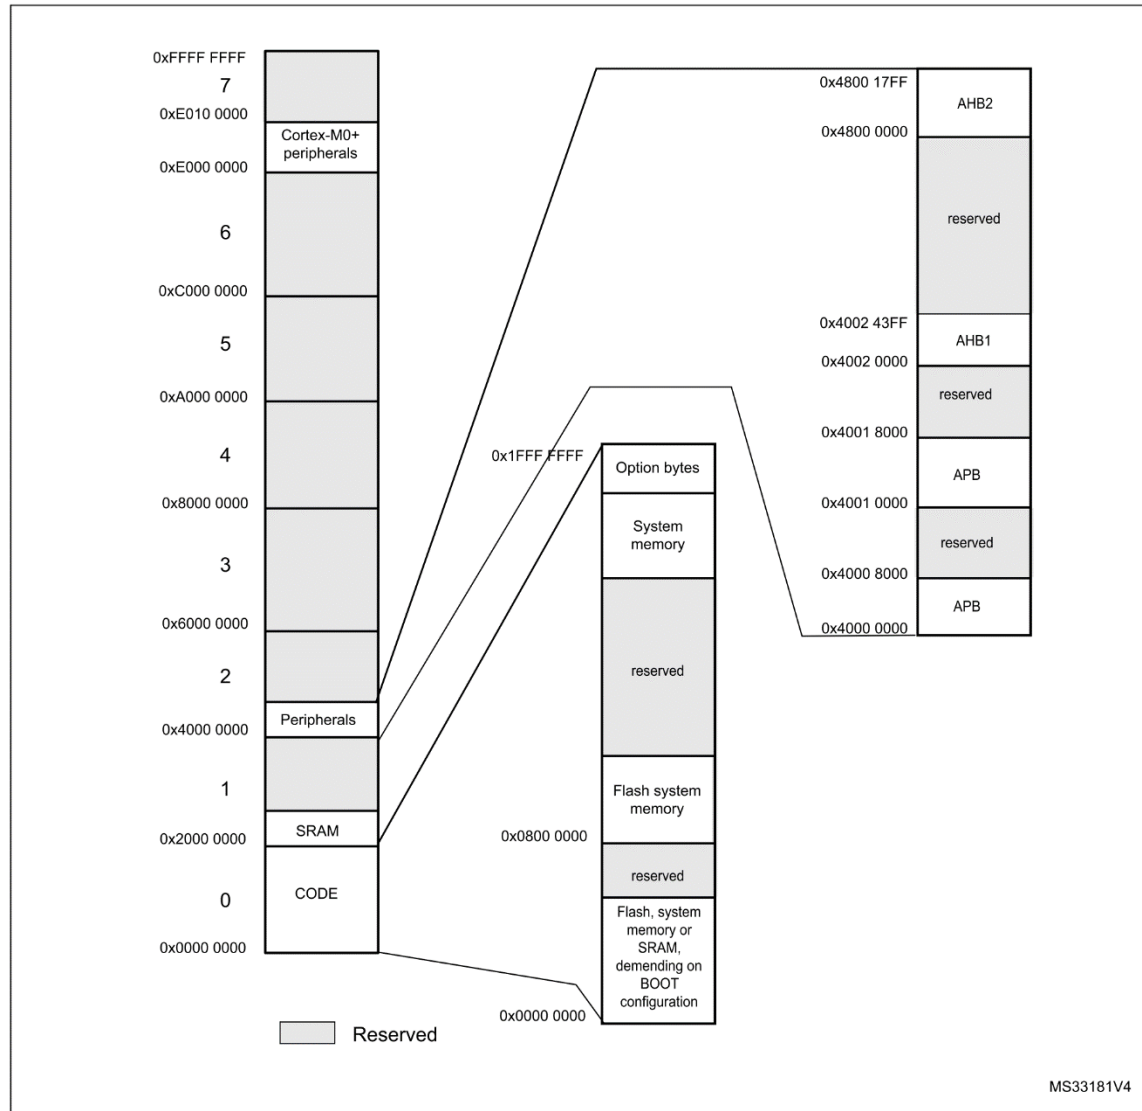 0xFFFF FFFF
7
0xE010 0000
Cortex-M0+
peripherals
0xE000 0000
6
0xC000 0000
5
0xA000 0000
4
0x8000 0000
3
0x6000 0000
2
Peripherals
0x4000 0000
1
SRAM
0x2000 0000
CODE
0
0x0000 0000
Reserved
0x1FFF FFFF
Option bytes
System
memory
reserved
Flash system
memory
0x0800 0000
reserved
Flash, system
memory or
SRAM,
demending on
BOOT
configuration
0x0000 0000
0x4800 17FF
AHB2
0x4800 0000
reserved
0x4002 43FF
AHB1
0x4002 0000
reserved
0x4001 8000
APB
0x4001 0000
reserved
0x4000 8000
APB
0x4000 0000
MS33181V4